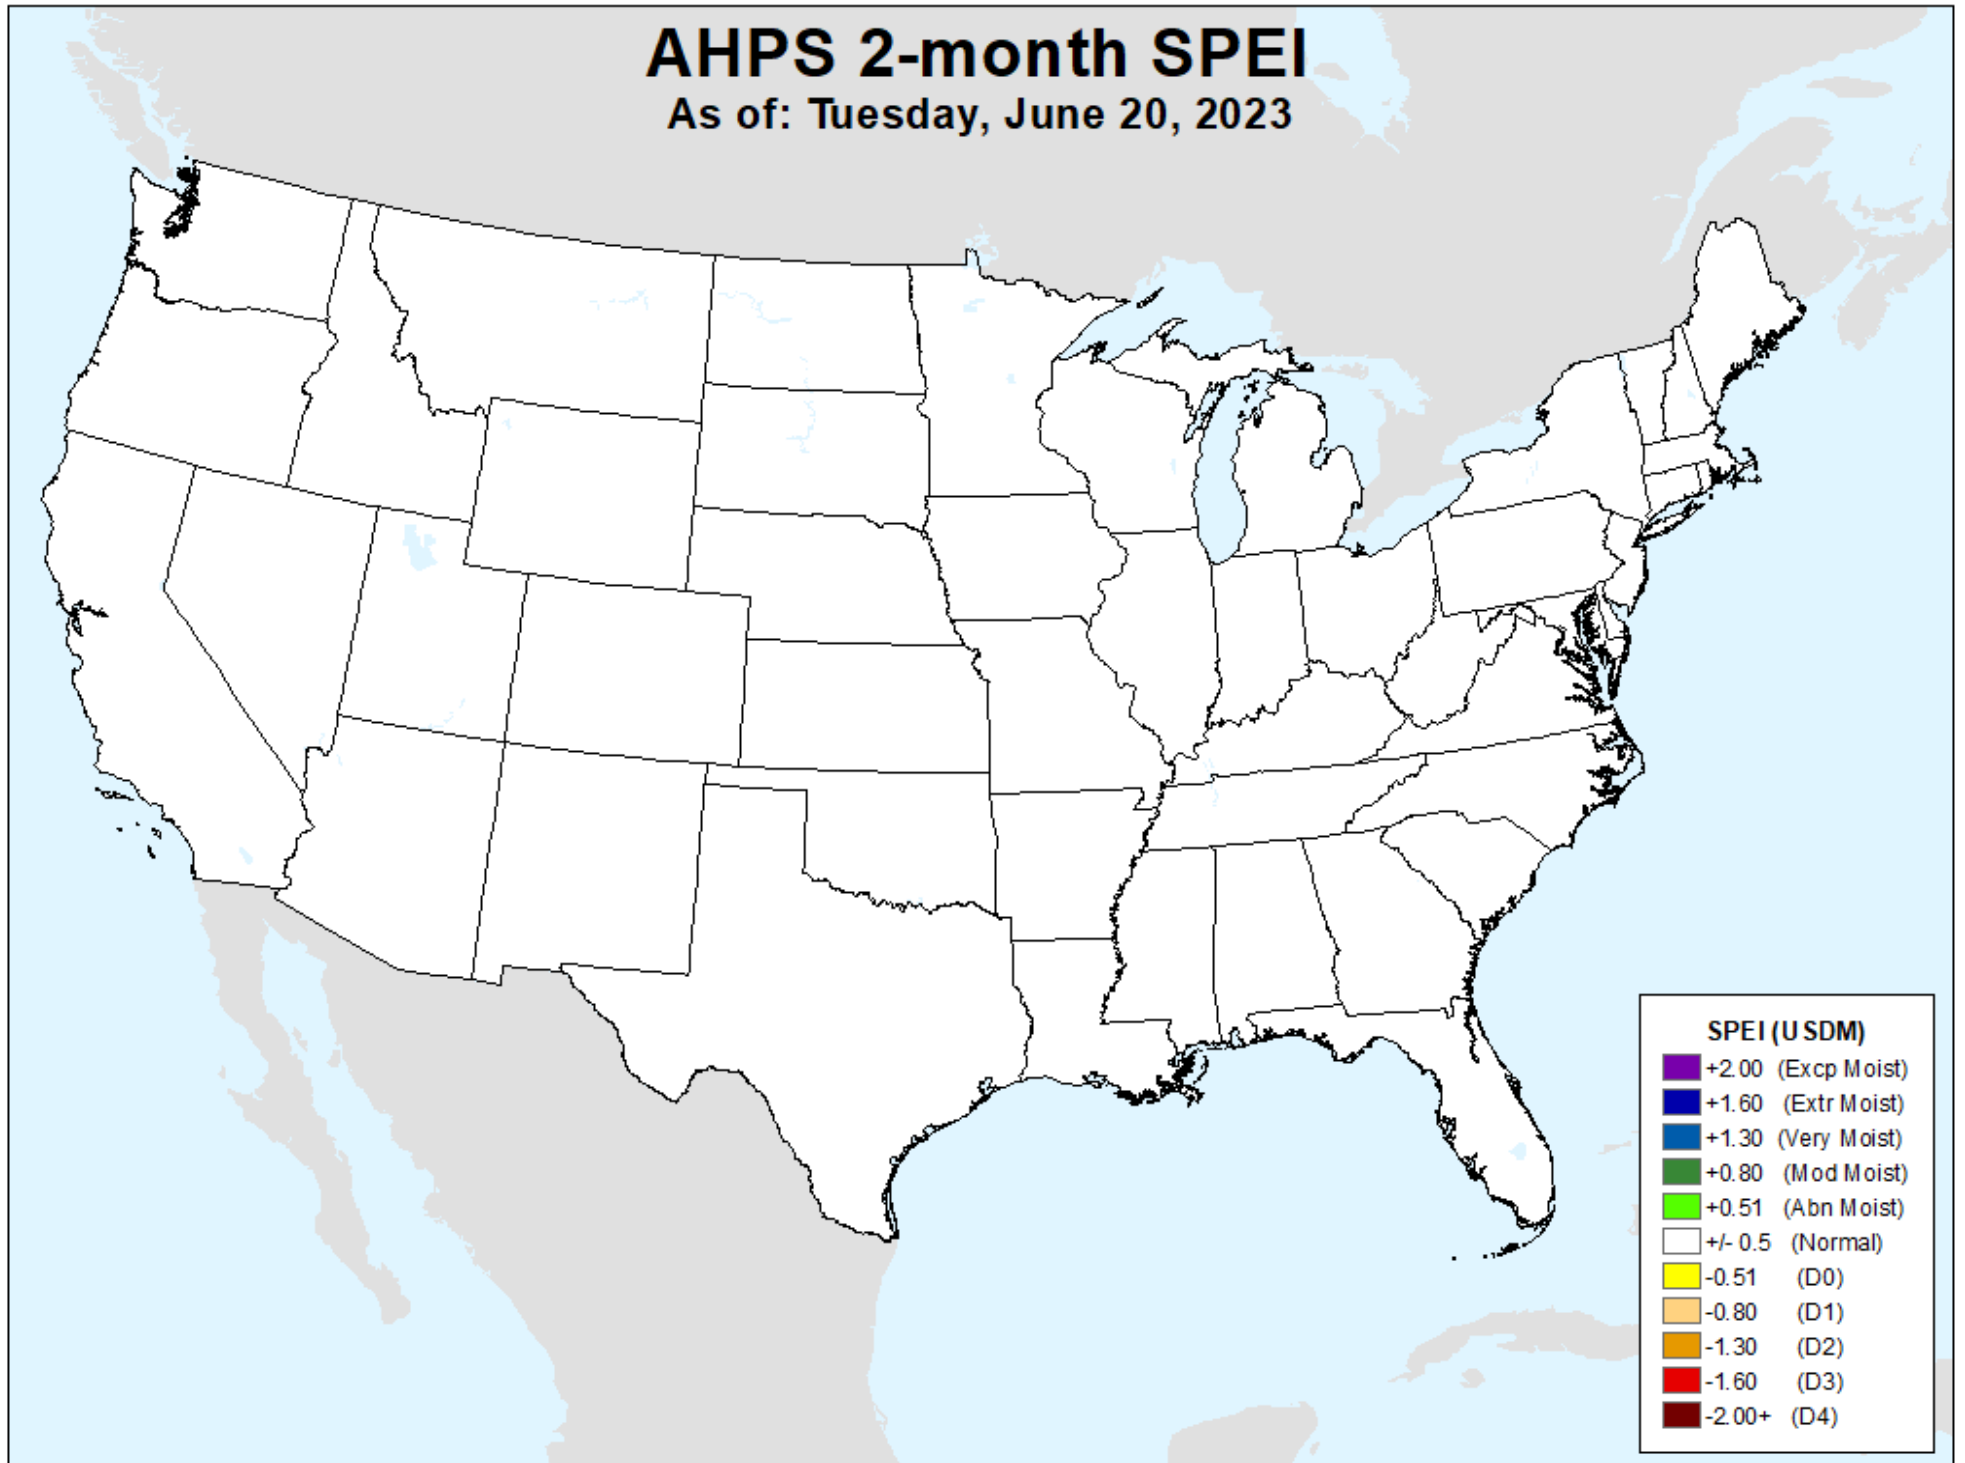 AHPS 2-month SPEI
As of: Tuesday, June 20, 2023
SPEI (USDM)
+2.00 (Excp Moist)
+1.60 (Extr Moist)
+1.30 (Very Moist)
+0.80 (Mod Moist)
+0.51 (Abn Moist)
+/- 0.5 (Normal)
-0.51 (D0)
-0.80 (D1)
-1.30 (D2)
-1.60 (D3)
-2.00+ (D4)